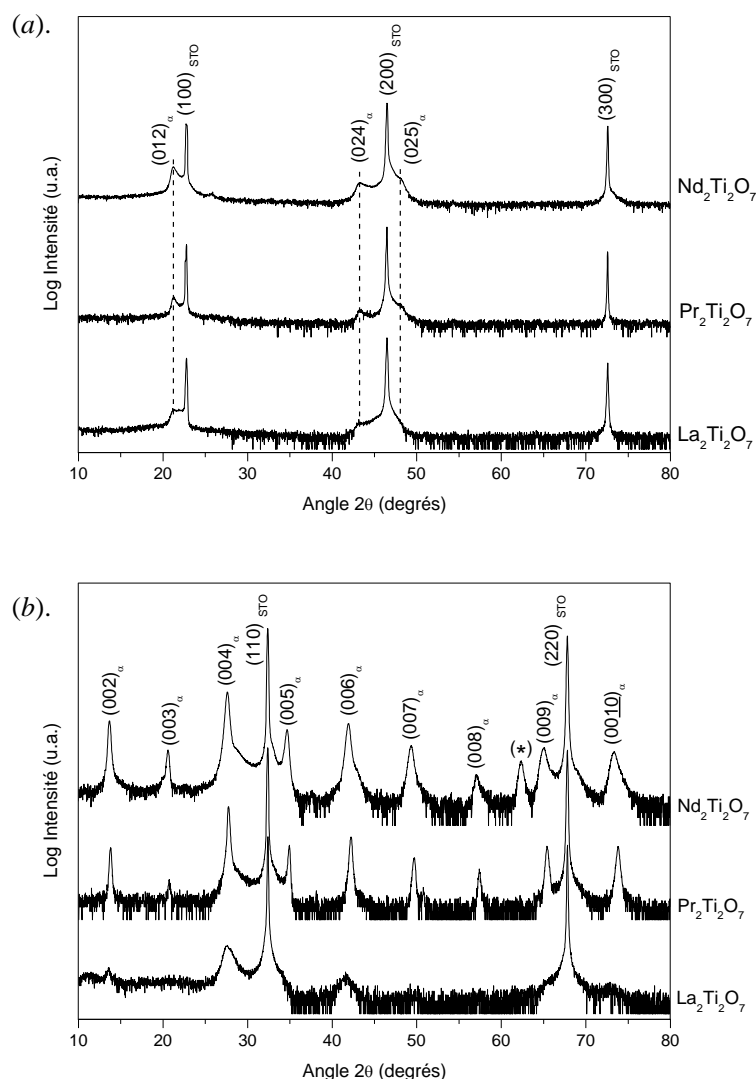 (a).
(012)α
(100) STO
(024)α
(200) STO
(025)α
(300) STO
Nd2Ti2O7
Pr2Ti2O7
La2Ti2O7
Log Intensité (u.a.)
10 20 30 40 50 60 70 80
Angle 2θ (degrés)
(b).
(002)α
(003)α
(004)α
(110) STO
(005)α
(006)α
(007)α
(008)α
(*)
(009)α
(220) STO
(0010)α
Nd2Ti2O7
Pr2Ti2O7
La2Ti2O7
Log Intensité (u.a.)
10 20 30 40 50 60 70 80
Angle 2θ (degrés)